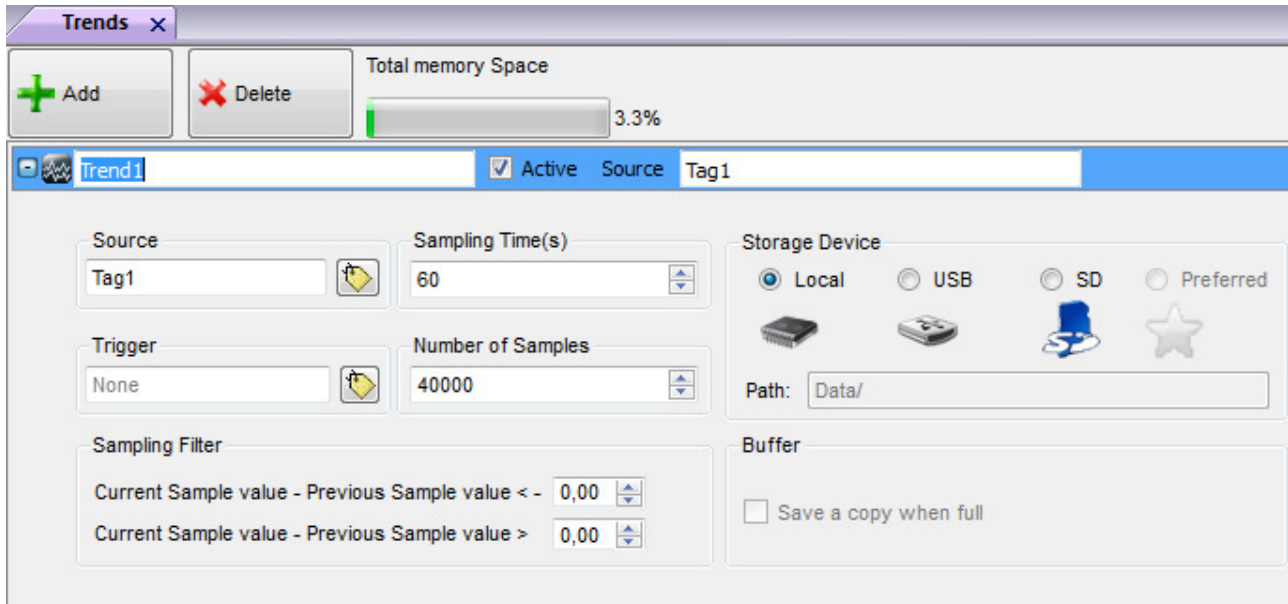 Trends x
Add
Delete
Total memory Space
3.3%
Trend1
Active
Source
Tag1
Source
Tag1
Sampling Time(s)
60
Storage Device
Local
USB
SD
Preferred
Trigger
None
Number of Samples
40000
Path: Data/
Sampling Filter
Current Sample value - Previous Sample value < - 0,00
Current Sample value - Previous Sample value > 0,00
Buffer
Save a copy when full